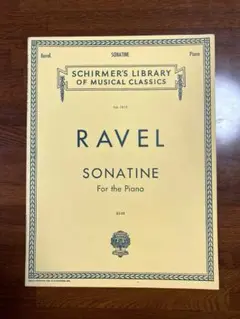 Ravel SONATINE Piano
SCHIRMER'S LIBRARY
OF MUSICAL CLASSICS
RAVEL
SONATINE
For the Piano